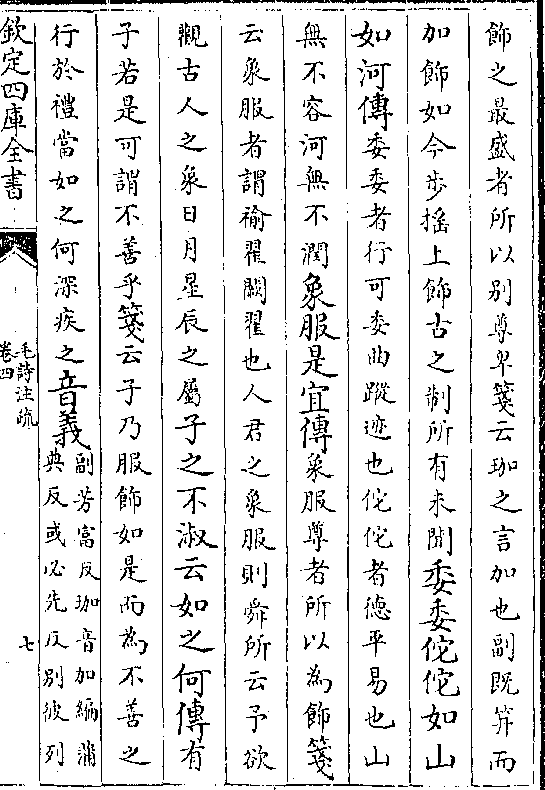 飾之最盛者所以别尊卑箋云珈之言加也副既笄而
加飾如今步揺上飾古之制所有未聞委委佗佗如山
如河傳委委者行可委曲蹤迹也佗佗者德平易也山
無不容河無不潤象服是宜傳象服尊者所以為飾箋
云象服者謂褕翟闕翟也人君之象服則舜所云予欲
觀古人之象日月星辰之屬子之不淑云如之何傳有
子若是可謂不善乎箋云子乃服飾如是而為不善之
行於禮當如之何深疾之音義
副芳富反珈音加編蒲
典反或必先反别彼列
欽定四庫全書
毛詩注疏
卷四
七